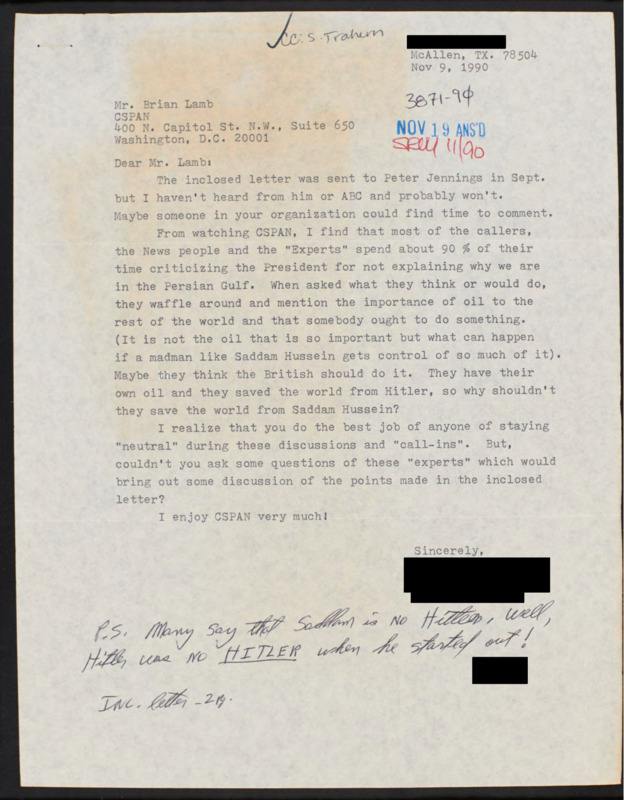 cc: S. Trahern
McAllen, TX. 78504
Nov 9, 1990
3871-90
Mr. Brian Lamb
CSPAN
400 N. Capitol St. N.W., Suite 650
Washington, D.C. 20001
NOV 19 ANS'D
11/90
Dear Mr. Lamb:
The inclosed letter was sent to Peter Jennings in Sept.
but I haven't heard from him or ABC and probably won't.
Maybe someone in your organization could find time to comment.
From watching CSPAN, I find that most of the callers,
the News people and the "Experts" spend about 90 % of their
time criticizing the President for not explaining why we are
in the Persian Gulf. When asked what they think or would do,
they waffle around and mention the importance of oil to the
rest of the world and that somebody ought to do something.
(It is not the oil that is so important but what can happen
if a madman like Saddam Hussein gets control of so much of it).
Maybe they think the British should do it. They have their
own oil and they saved the world from Hitler, so why shouldn't
they save the world from Saddam Hussein?
I realize that you do the best job of anyone of staying
"neutral" during these discussions and "call-ins". But,
couldn't you ask some questions of these "experts" which would
bring out some discussion of the points made in the inclosed
letter?
I enjoy CSPAN very much!
Sincerely,
P.S. Many say that Saddam is no Hitler, well,
Hitler was no HITLER when he started out!
INC. letter - 2pg.